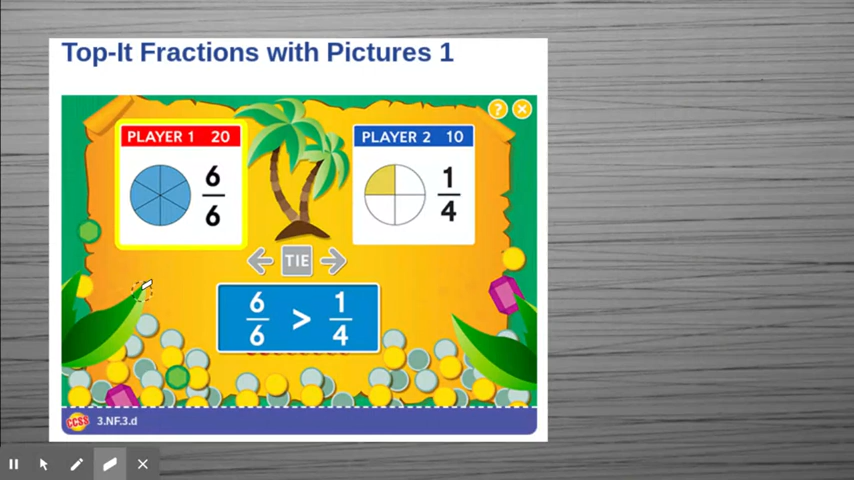 Top-It Fractions with Pictures 1
PLAYER 1 20
6
6
PLAYER 2 10
1
4
? ×
TIE
6/6 > 1/4
CCSS 3.NF.3.d